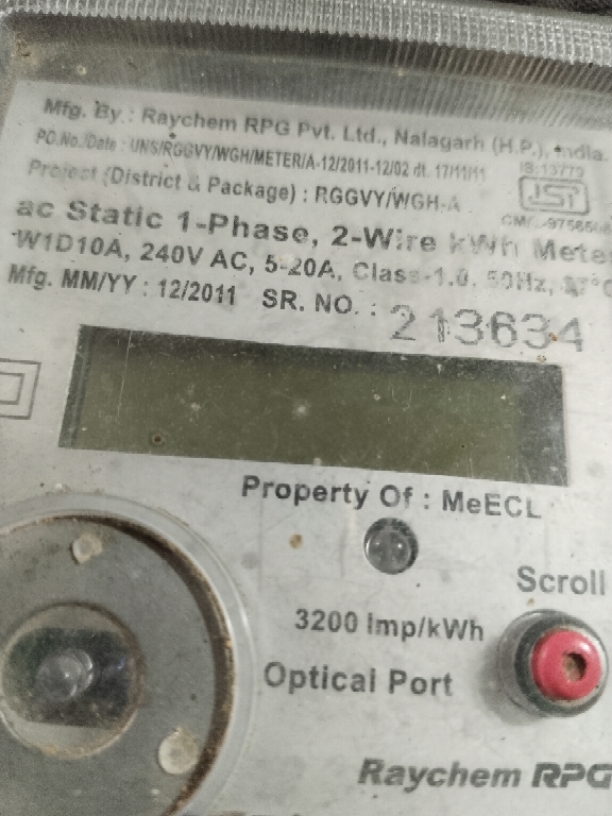 Mfg. By : Raychem RPG Pvt. Ltd., Nalagarh (H.P.), India.
PO.No./Date : UNS/RGGVY/WGH/METER/A-12/2011-12/02 dt. 17/11/11
IS:13779
Project (District & Package) : RGGVY/WGH-A
ISI
ac Static 1-Phase, 2-Wire kWh Meter
W1D10A, 240V AC, 5-20A, Class-1.0, 50Hz,
Mfg. MM/YY : 12/2011 SR. NO. : 213634
Property Of : MeECL
Scroll
3200 Imp/kWh
Optical Port
Raychem RPG